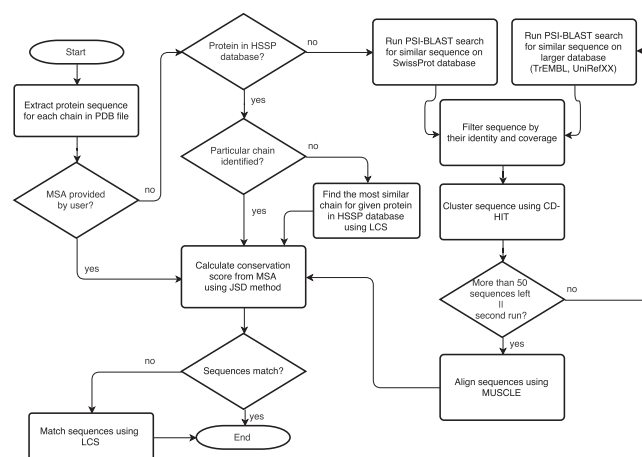 Start
Extract protein sequence
for each chain in PDB file
MSA provided
by user?
no
yes
Protein in HSSP
database?
no
yes
Particular chain
identified?
no
yes
Find the most similar
chain for given protein
in HSSP database
using LCS
Calculate conservation
score from MSA
using JSD method
Sequences match?
no
yes
Match sequences using
LCS
End
Run PSI-BLAST search
for similar sequence on
SwissProt database
Run PSI-BLAST search
for similar sequence on
larger database
(TrEMBL, UniRefXX)
Filter sequence by
their identity and coverage
Cluster sequence using CD-
HIT
More than 50
sequences left
II
second run?
no
yes
Align sequences using
MUSCLE